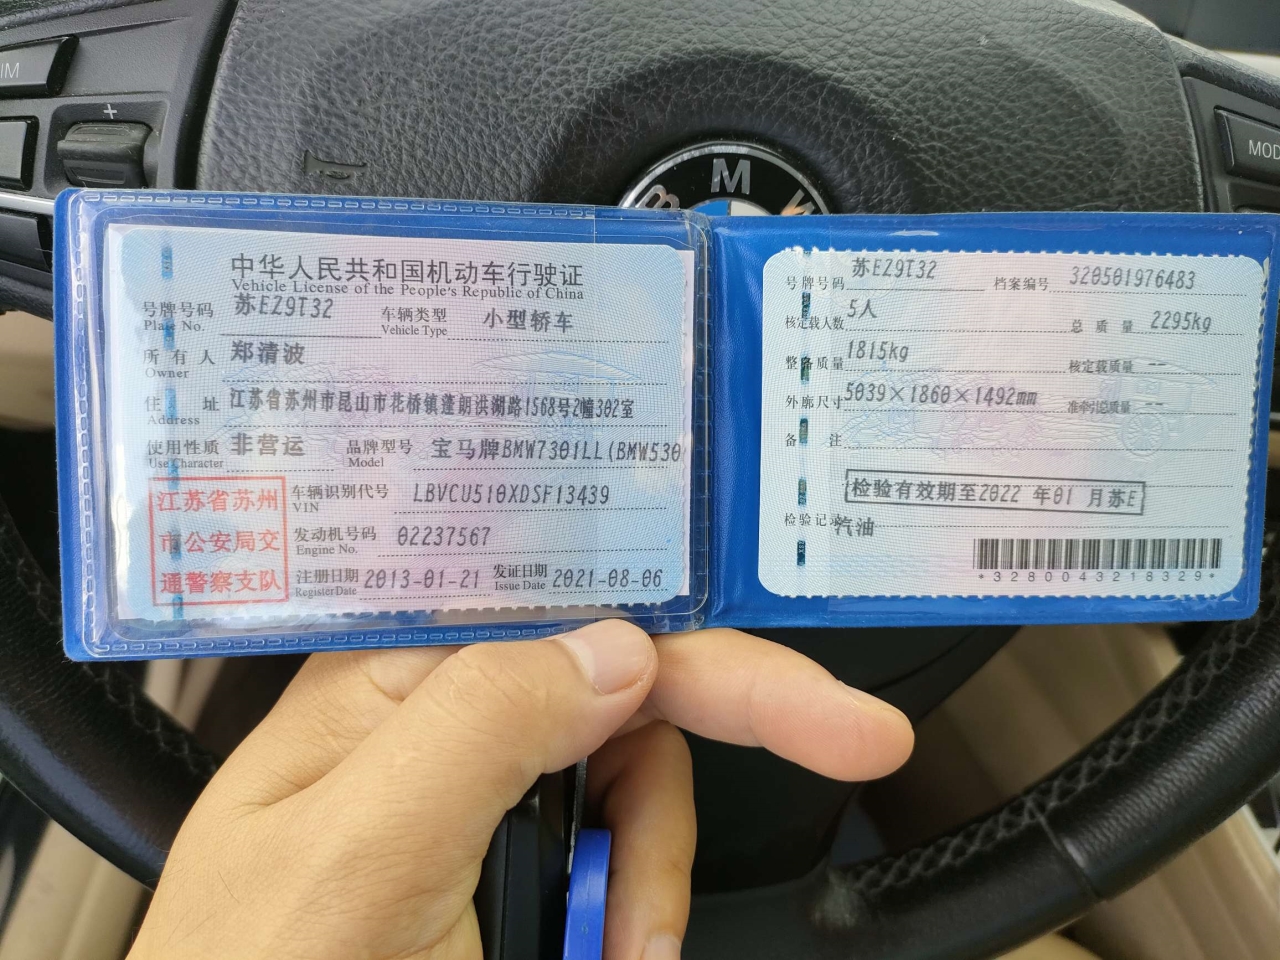 IM
+
MOD
BMW
中华人民共和国机动车行驶证
Vehicle License of the People's Republic of China
号牌号码 苏EZ9T32 车辆类型 小型轿车
Plate No. Vehicle Type
所有人 郑清波
Owner
住址 江苏省苏州市昆山市花桥镇蓬朗洪湖路1568号2幢302室
Address
使用性质 非营运 品牌型号 宝马牌BMW7301LL(BMW530
Use Character Model
江苏省苏州
市公安局交
通警察支队
车辆识别代号 LBVCU510XDSF13439
VIN
发动机号码 02237567
Engine No.
注册日期 2013-01-21 发证日期 2021-08-06
Register Date Issue Date
号牌号码 苏EZ9T32 档案编号 320501976483
核定载人数 5人 总质量 2295kg
整备质量 1815kg 核定载质量 --
外廓尺寸 5039×1860×1492mm 准牵引总质量 --
备注
检验有效期至2022 年01 月苏E
检验记录 汽油
*3280043218329*